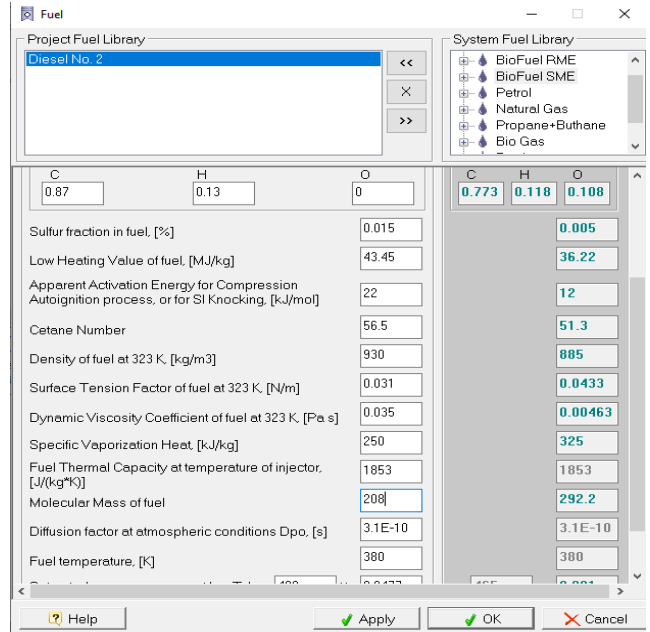 Fuel
Project Fuel Library
System Fuel Library
Diesel No. 2
<<
X
>>
BioFuel RME
BioFuel SME
Petrol
Natural Gas
Propane+Buthane
Bio Gas
C H O
0.87 0.13 0
C H O
0.773 0.118 0.108
Sulfur fraction in fuel, [%] 0.015 0.005
Low Heating Value of fuel, [MJ/kg] 43.45 36.22
Apparent Activation Energy for Compression
Autoignition process, or for SI Knocking, [kJ/mol] 22 12
Cetane Number 56.5 51.3
Density of fuel at 323 K, [kg/m3] 930 885
Surface Tension Factor of fuel at 323 K, [N/m] 0.031 0.0433
Dynamic Viscosity Coefficient of fuel at 323 K, [Pa s] 0.035 0.00463
Specific Vaporization Heat, [kJ/kg] 250 325
Fuel Thermal Capacity at temperature of injector,
[J/(kg*K)] 1853 1853
Molecular Mass of fuel 208 292.2
Diffusion factor at atmospheric conditions Dpo, [s] 3.1E-10 3.1E-10
Fuel temperature, [K] 380 380
Help
Apply
OK
Cancel